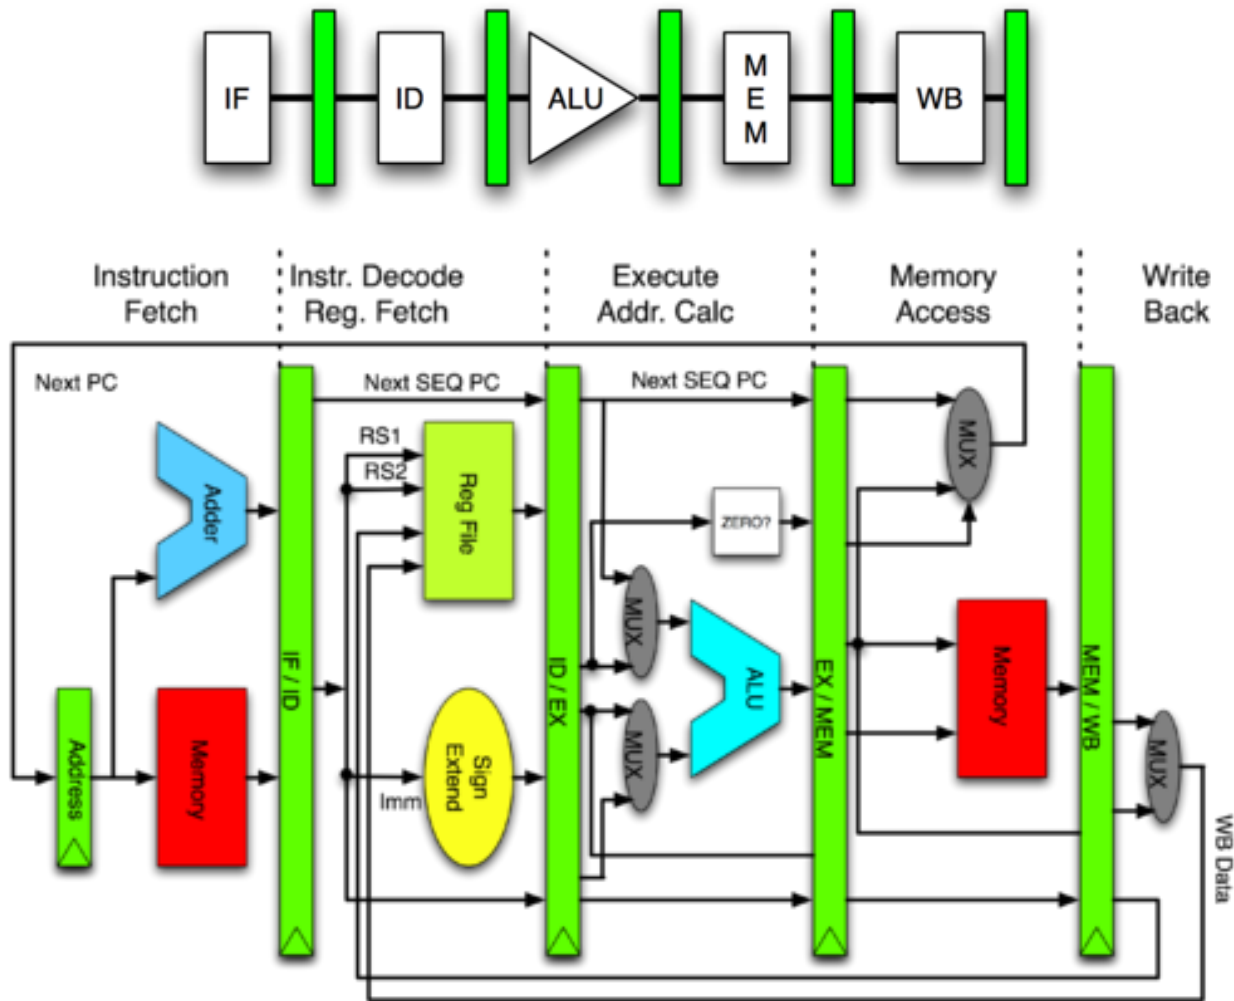 IF
ID
ALU
M
E
M
WB
Instruction
Fetch
Instr. Decode
Reg. Fetch
Execute
Addr. Calc
Memory
Access
Write
Back
Next PC
Next SEQ PC
Next SEQ PC
RS1
RS2
Reg File
Adder
MUX
ZERO?
MUX
IF / ID
ID / EX
ALU
EX / MEM
Memory
MEM / WB
Address
Memory
Imm
Sign
Extend
MUX
MUX
WB Data